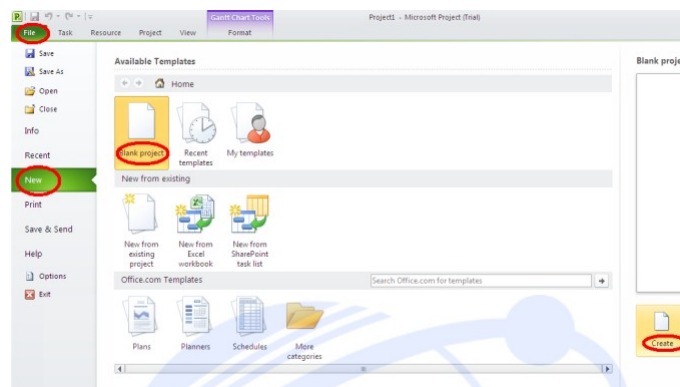 Gantt Chart Tools
Project1 - Microsoft Project (Trial)
File Task Resource Project View Format
Save
Save As
Open
Close
Info
Recent
New
Print
Save & Send
Help
Options
Exit
Available Templates
Home
Blank project
Recent templates
My templates
New from existing
New from existing project
New from Excel workbook
New from SharePoint task list
Office.com Templates
Search Office.com for templates
Plans
Planners
Schedules
More categories
Blank proje
Create